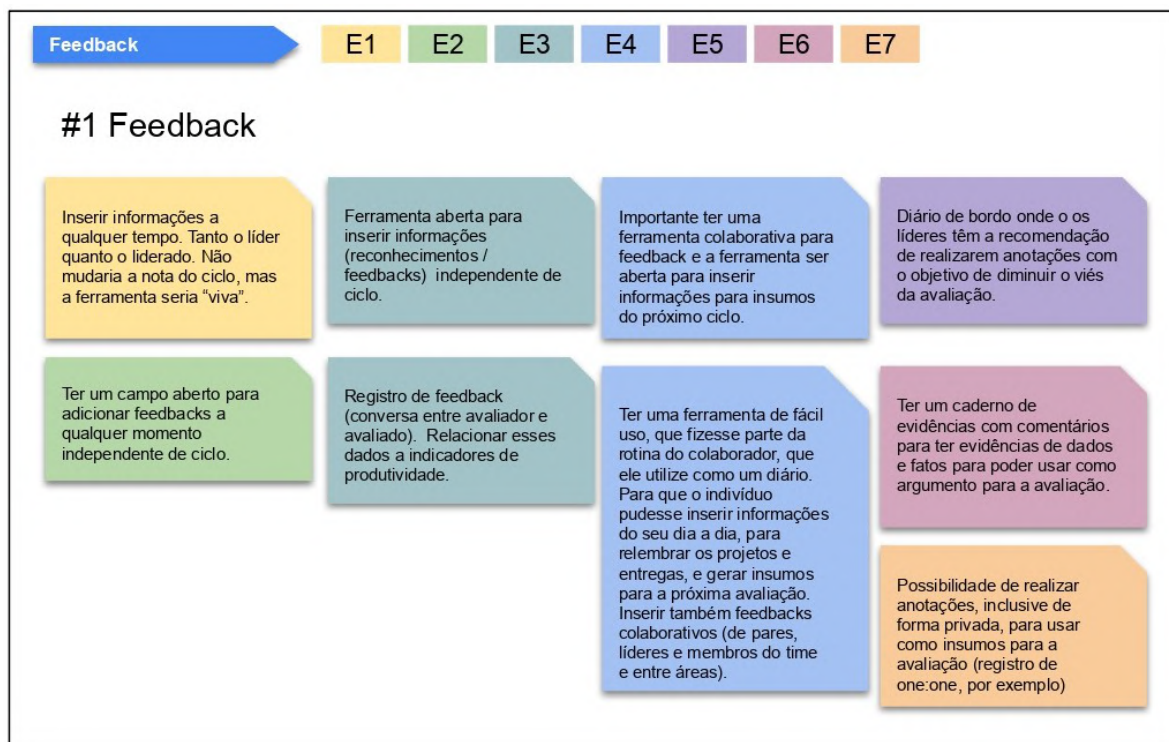 Feedback
E1
E2
E3
E4
E5
E6
E7
#1 Feedback
Inserir informações a
qualquer tempo. Tanto o líder
quanto o liderado. Não
mudaria a nota do ciclo, mas
a ferramenta seria “viva”.
Ferramenta aberta para
inserir informações
(reconhecimentos /
feedbacks) independente de
ciclo.
Importante ter uma
ferramenta colaborativa para
feedback e a ferramenta ser
aberta para inserir
informações para insumos
do próximo ciclo.
Diário de bordo onde o os
líderes têm a recomendação
de realizarem anotações com
o objetivo de diminuir o viés
da avaliação.
Ter um campo aberto para
adicionar feedbacks a
qualquer momento
independente de ciclo.
Registro de feedback
(conversa entre avaliador e
avaliado). Relacionar esses
dados a indicadores de
produtividade.
Ter uma ferramenta de fácil
uso, que fizesse parte da
rotina do colaborador, que
ele utilize como um diário.
Para que o indivíduo
pudesse inserir informações
do seu dia a dia, para
relembrar os projetos e
entregas, e gerar insumos
para a próxima avaliação.
Inserir também feedbacks
colaborativos (de pares,
líderes e membros do time
e entre áreas).
Ter um caderno de
evidências com comentários
para ter evidências de dados
e fatos para poder usar como
argumento para a avaliação.
Possibilidade de realizar
anotações, inclusive de
forma privada, para usar
como insumos para a
avaliação (registro de
one:one, por exemplo)